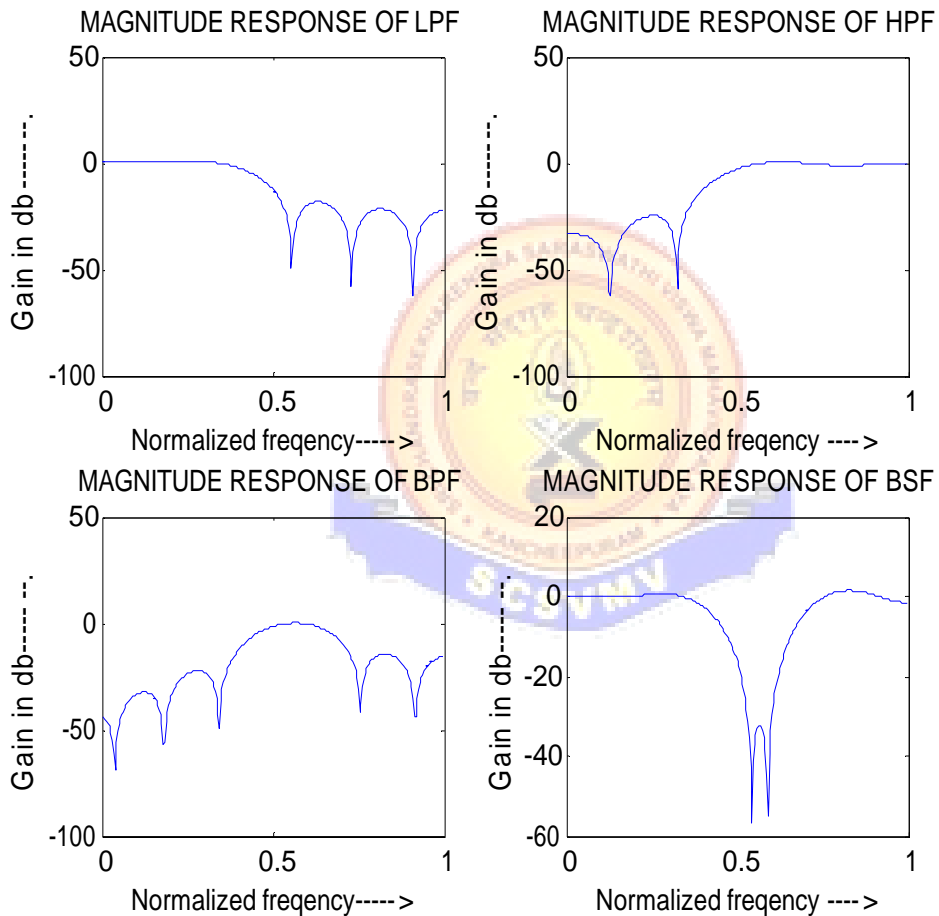 MAGNITUDE RESPONSE OF LPF
50
0
-50
-100
Gain in db---------.
0
0.5
1
Normalized freqency----->
MAGNITUDE RESPONSE OF HPF
50
0
-50
-100
Gain in db---------.
0
0.5
1
Normalized freqency ---->
MAGNITUDE RESPONSE OF BPF
50
0
-50
-100
Gain in db------- --.
0
0.5
1
Normalized freqency----->
MAGNITUDE RESPONSE OF BSF
20
0
-20
-40
-60
Gain in db---------.
0
0.5
1
Normalized freqency ---->
KANCHEEPURAM
SCSVMV